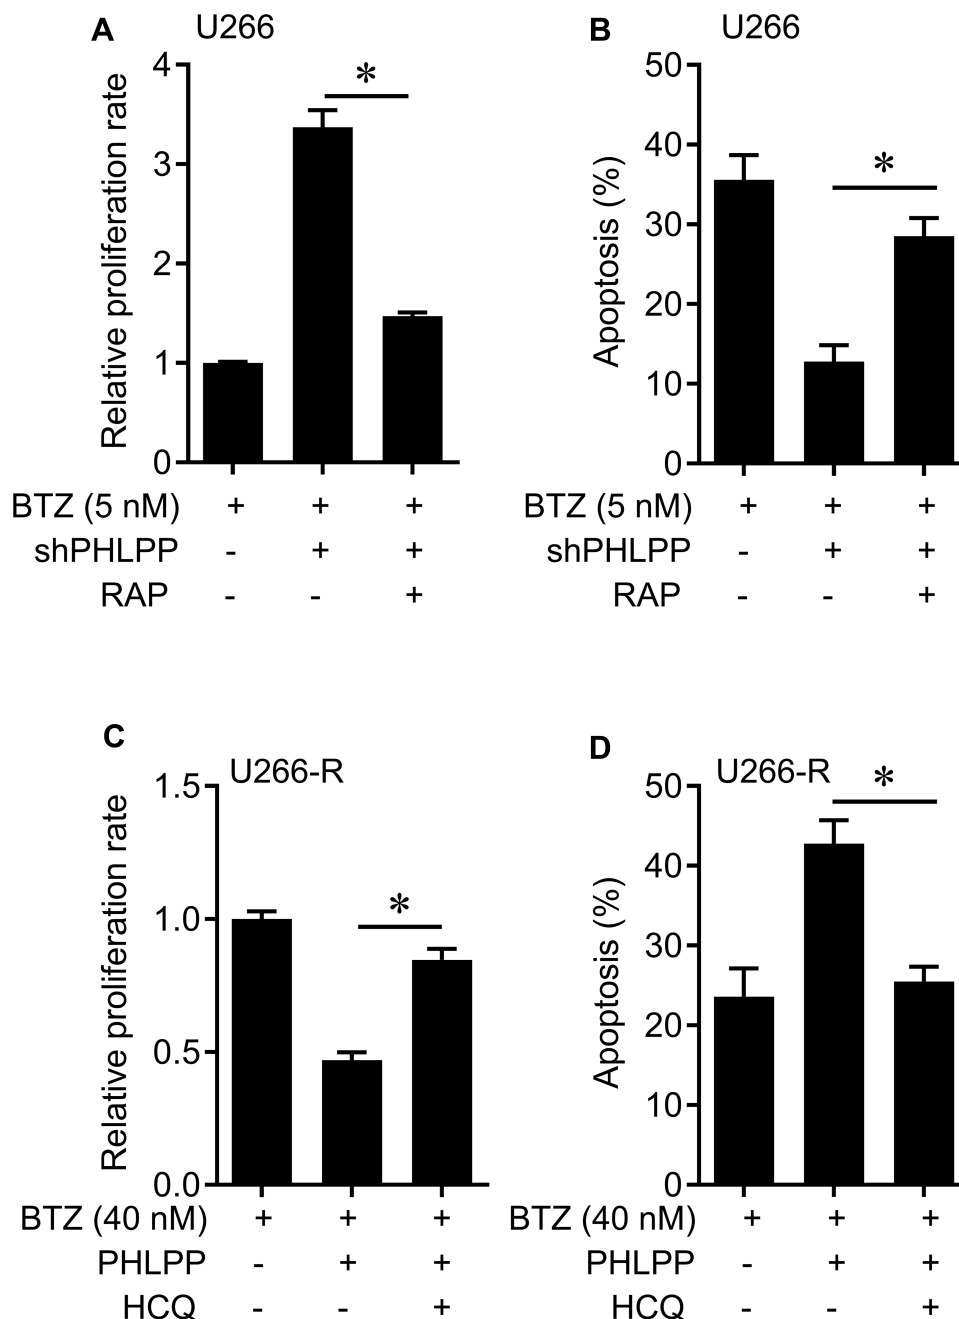 A U266
Relative proliferation rate
4
3
2
1
0
*
BTZ (5 nM) + + +
shPHLPP - + +
RAP - - +
B U266
Apoptosis (%)
50
40
30
20
10
0
*
BTZ (5 nM) + + +
shPHLPP - + +
RAP - - +
C U266-R
Relative proliferation rate
1.5
1.0
0.5
0.0
*
BTZ (40 nM) + + +
PHLPP - + +
HCQ - - +
D U266-R
Apoptosis (%)
50
40
30
20
10
0
*
BTZ (40 nM) + + +
PHLPP - + +
HCQ - - +